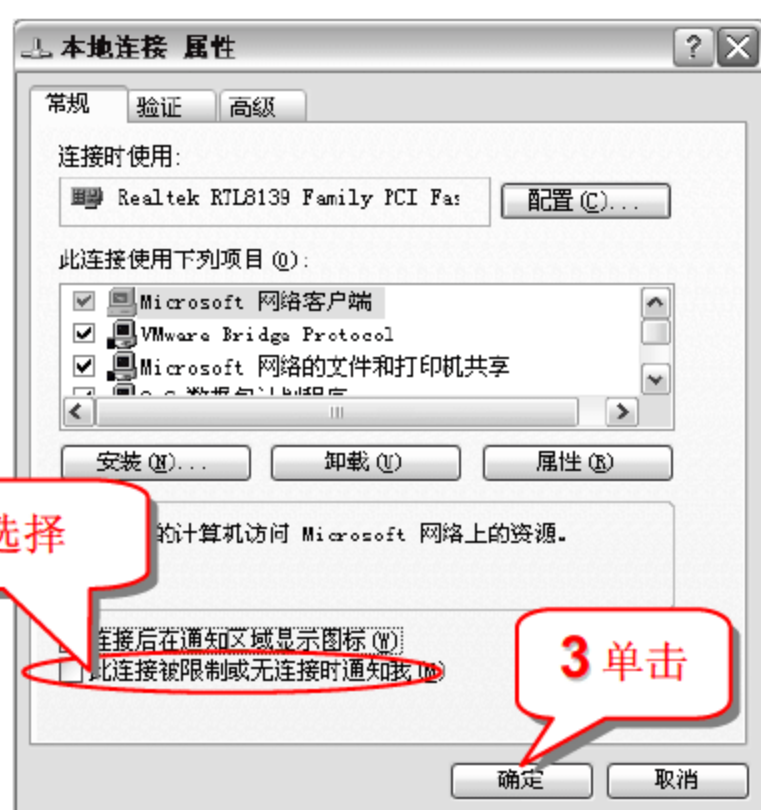 本地连接 属性
常规 验证 高级
连接时使用:
Realtek RTL8139 Family PCI Fas 配置(C)...
此连接使用下列项目(O):
Microsoft 网络客户端
VMware Bridge Protocol
Microsoft 网络的文件和打印机共享
安装(N)... 卸载(U) 属性(R)
选择
的计算机访问 Microsoft 网络上的资源。
连接后在通知区域显示图标(W)
此连接被限制或无连接时通知我(M)
3 单击
确定 取消